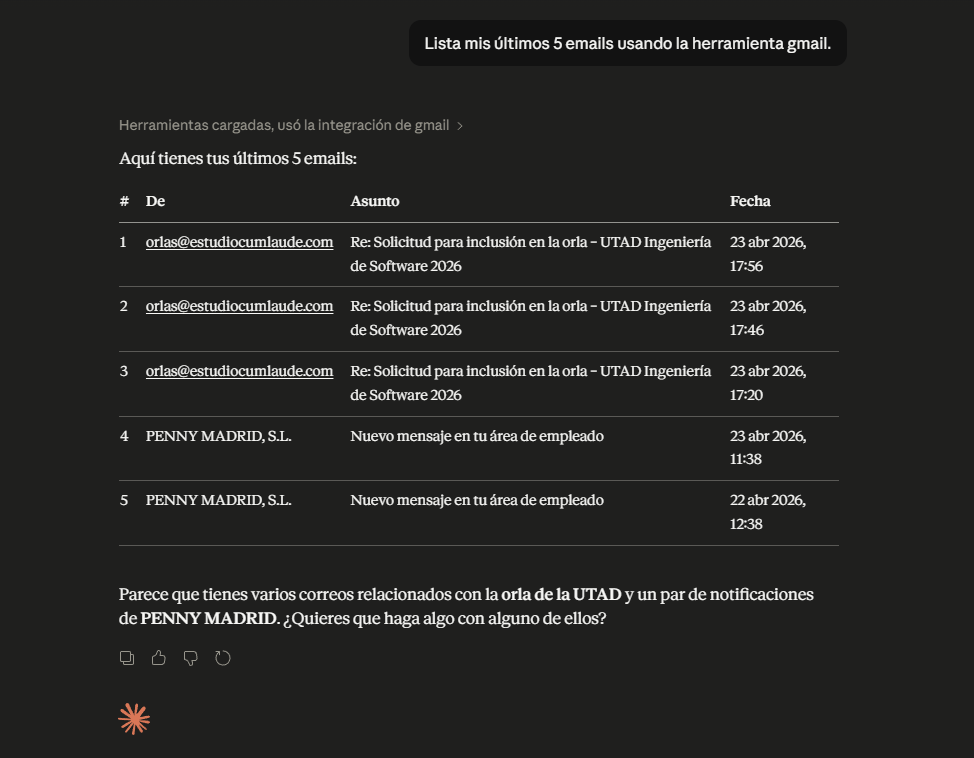 Lista mis últimos 5 emails usando la herramienta gmail.
Herramientas cargadas, usó la integración de gmail
Aquí tienes tus últimos 5 emails:
# De Asunto Fecha
1 orlas@estudiocumlaude.com Re: Solicitud para inclusión en la orla – UTAD Ingeniería 23 abr 2026,
de Software 2026 17:56
2 orlas@estudiocumlaude.com Re: Solicitud para inclusión en la orla – UTAD Ingeniería 23 abr 2026,
de Software 2026 17:46
3 orlas@estudiocumlaude.com Re: Solicitud para inclusión en la orla – UTAD Ingeniería 23 abr 2026,
de Software 2026 17:20
4 PENNY MADRID, S.L. Nuevo mensaje en tu área de empleado 23 abr 2026,
11:38
5 PENNY MADRID, S.L. Nuevo mensaje en tu área de empleado 22 abr 2026,
12:38
Parece que tienes varios correos relacionados con la orla de la UTAD y un par de notificaciones
de PENNY MADRID. ¿Quieres que haga algo con alguno de ellos?